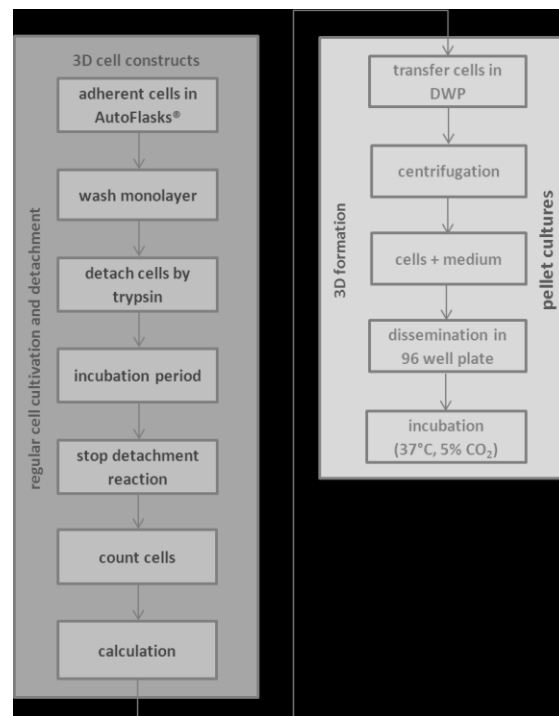 3D cell constructs
adherent cells in
AutoFlasks®
wash monolayer
detach cells by
trypsin
incubation period
stop detachment
reaction
count cells
calculation
regular cell cultivation and detachment
transfer cells in
DWP
centrifugation
cells + medium
dissemination in
96 well plate
incubation
(37°C, 5% CO₂)
3D formation
pellet cultures